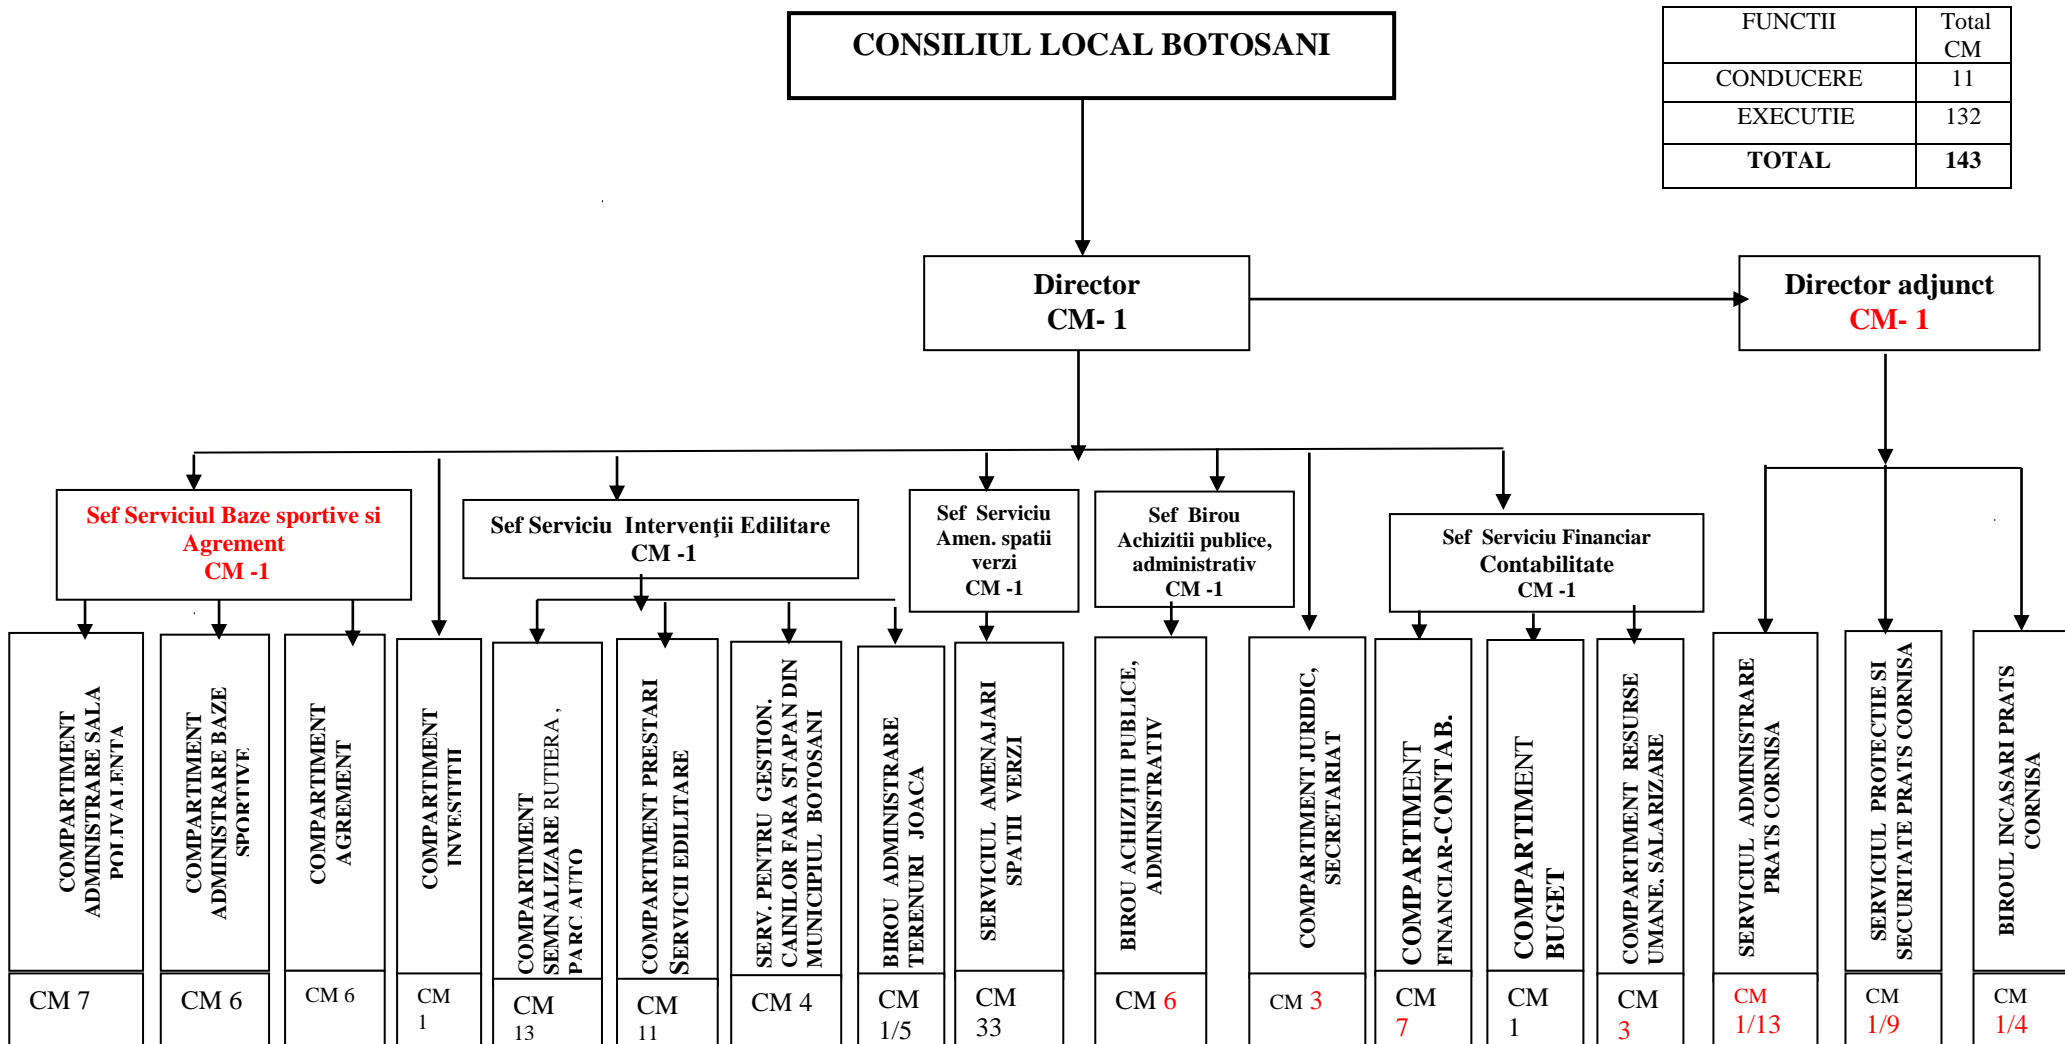 CONSILIUL LOCAL BOTOSANI
FUNCTII Total CM
CONDUCERE 11
EXECUTIE 132
TOTAL 143
Director
CM- 1
Director adjunct
CM- 1
Sef Serviciul Baze sportive si
Agrement
CM -1
Sef Serviciu Intervenţii Edilitare
CM -1
Sef Serviciu
Amen. spatii
verzi
CM -1
Sef Birou
Achizitii publice,
administrativ
CM -1
Sef Serviciu Financiar
Contabilitate
CM -1
COMPARTIMENT
ADMINISTRARE SALA
POLIVALENTA
CM 7
COMPARTIMENT
ADMINISTRARE BAZE
SPORTIVE
CM 6
COMPARTIMENT
AGREMENT
CM 6
COMPARTIMENT
INVESTITII
CM
1
COMPARTIMENT
SEMNALIZARE RUTIERA ,
PARC AUTO
CM
13
COMPARTIMENT PRESTARI
SERVICII EDILITARE
CM
11
SERV. PENTRU GESTION.
CAINILOR FARA STAPAN DIN
MUNICIPIUL BOTOSANI
CM 4
BIROU ADMINISTRARE
TERENURI JOACA
CM
1/5
SERVICIUL AMENAJARI
SPATII VERZI
CM
33
BIROU ACHIZIŢII PUBLICE,
ADMINISTRATIV
CM 6
COMPARTIMENT JURIDIC,
SECRETARIAT
CM 3
COMPARTIMENT
FINANCIAR-CONTAB.
CM
7
COMPARTIMENT
BUGET
CM
1
COMPARTIMENT RESURSE
UMANE, SALARIZARE
CM
3
SERVICIUL ADMINISTRARE
PRATS CORNISA
CM
1/13
SERVICIUL PROTECTIE SI
SECURITATE PRATS CORNISA
CM
1/9
BIROUL INCASARI PRATS
CORNISA
CM
1/4